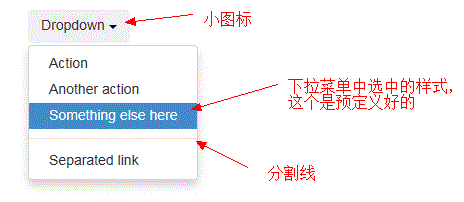 Dropdown
小图标
Action
Another action
Something else here
下拉菜单中选中的样式，
这个是预定义好的
Separated link
分割线